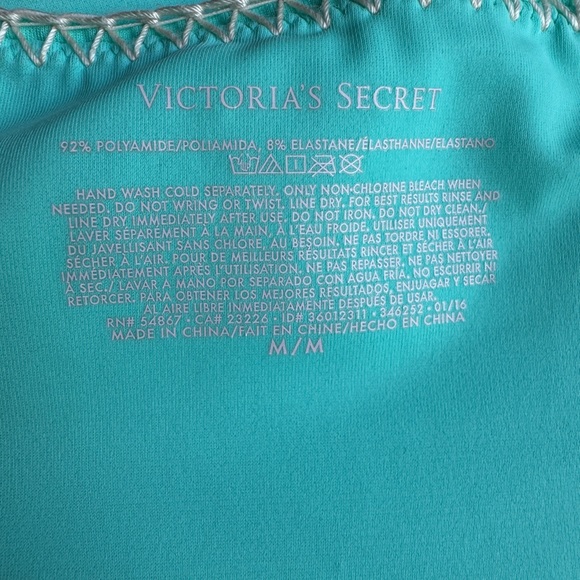 VICTORIA'S SECRET
92% POLYAMIDE/POLIAMIDA, 8% ELASTANE/ÉLASTHANNE/ELASTANO
HAND WASH COLD SEPARATELY. ONLY NON-CHLORINE BLEACH WHEN
NEEDED. DO NOT WRING OR TWIST. LINE DRY. FOR BEST RESULTS RINSE AND
LINE DRY IMMEDIATELY AFTER USE. DO NOT IRON. DO NOT DRY CLEAN./
LAVER SÉPAREMENT À LA MAIN, À L'EAU FROIDE. UTILISER UNIQUEMENT
DU JAVELLISANT SANS CHLORE, AU BESOIN. NE PAS TORDRE NI ESSORER.
SÉCHER À L'AIR. POUR DE MEILLEURS RÉSULTATS RINCER ET SÉCHER À L'AIR
IMMÉDIATEMENT APRÈS L'UTILISATION. NE PAS REPASSER. NE PAS NETTOYER
À SEC./ LAVAR A MANO POR SEPARADO CON AGUA FRÍA. NO ESCURRIR NI
RETORCER. PARA OBTENER LOS MEJORES RESULTADOS, ENJUAGAR Y SECAR
AL AIRE LIBRE INMEDIATAMENTE DESPUÉS DE USAR.
RN# 54867 • CA# 23226 • ID# 36012311 • 346252 • 01/16
MADE IN CHINA/FAIT EN CHINE/HECHO EN CHINA
M/M